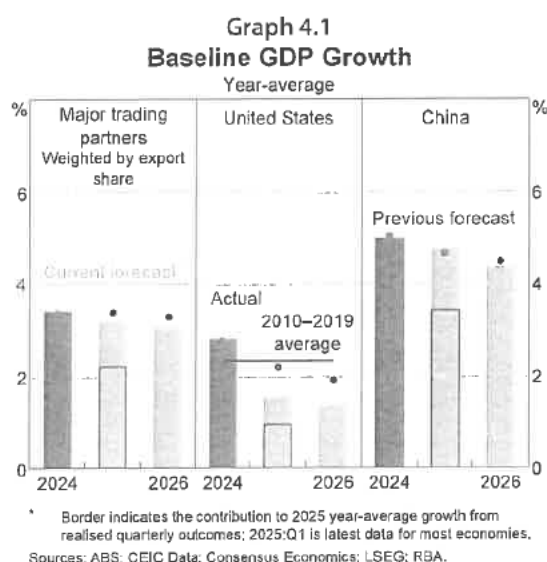 Graph 4.1
Baseline GDP Growth
Year-average
%
Major trading
partners
Weighted by export
share
United States
China
%
6
6
Previous forecast
Current forecast
4
Actual
4
2010–2019
average
2
2
0
0
2024
2026
2024
2026
2024
2026
* Border indicates the contribution to 2025 year-average growth from
realised quarterly outcomes; 2025:Q1 is latest data for most economies.
Sources: ABS; CEIC Data; Consensus Economics; LSEG; RBA.